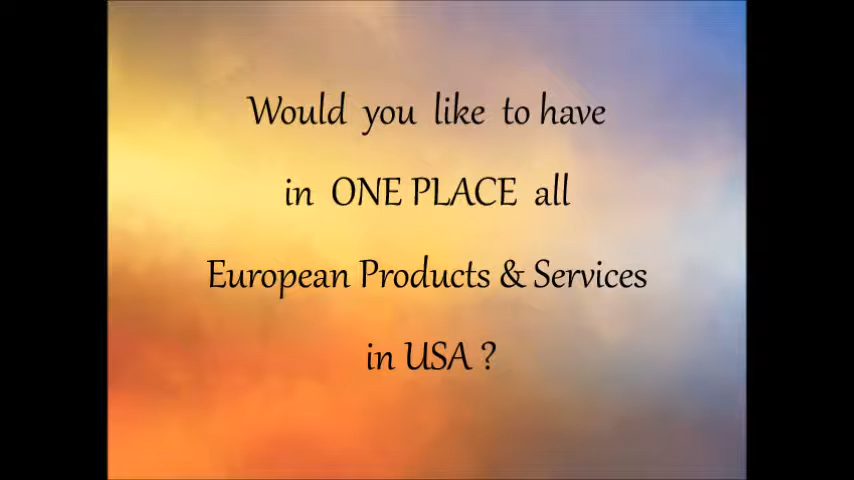 Would you like to have
in ONE PLACE all
European Products & Services
in USA ?